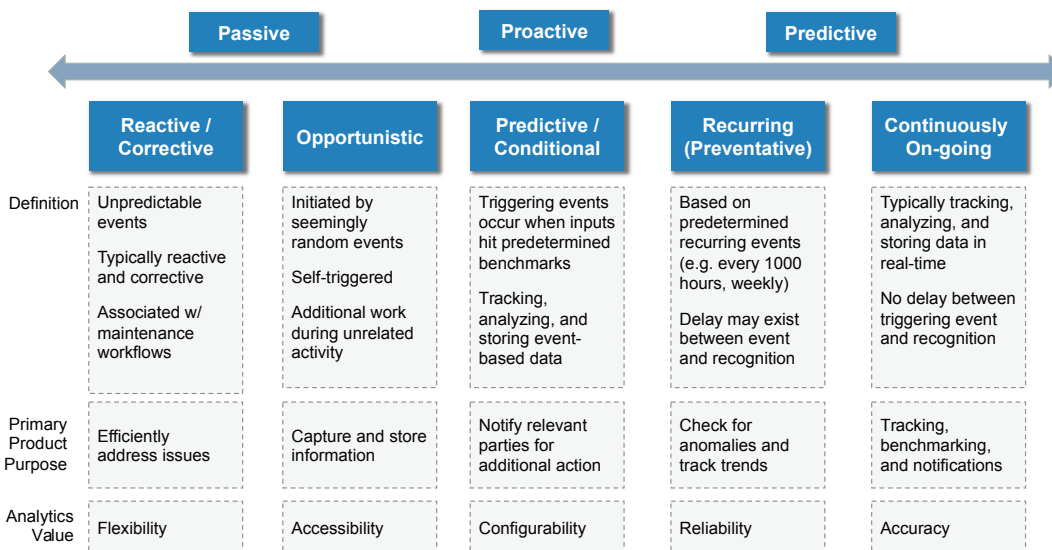 Passive
Proactive
Predictive
Reactive /
Corrective
Opportunistic
Predictive /
Conditional
Recurring
(Preventative)
Continuously
On-going
Definition
Unpredictable
events
Typically reactive
and corrective
Associated w/
maintenance
workflows
Initiated by
seemingly
random events
Self-triggered
Additional work
during unrelated
activity
Triggering events
occur when inputs
hit predetermined
benchmarks
Tracking,
analyzing, and
storing event-
based data
Based on
predetermined
recurring events
(e.g. every 1000
hours, weekly)
Delay may exist
between event
and recognition
Typically tracking,
analyzing, and
storing data in
real-time
No delay between
triggering event
and recognition
Primary
Product
Purpose
Efficiently
address issues
Capture and store
information
Notify relevant
parties for
additional action
Check for
anomalies and
track trends
Tracking,
benchmarking,
and notifications
Analytics
Value
Flexibility
Accessibility
Configurability
Reliability
Accuracy